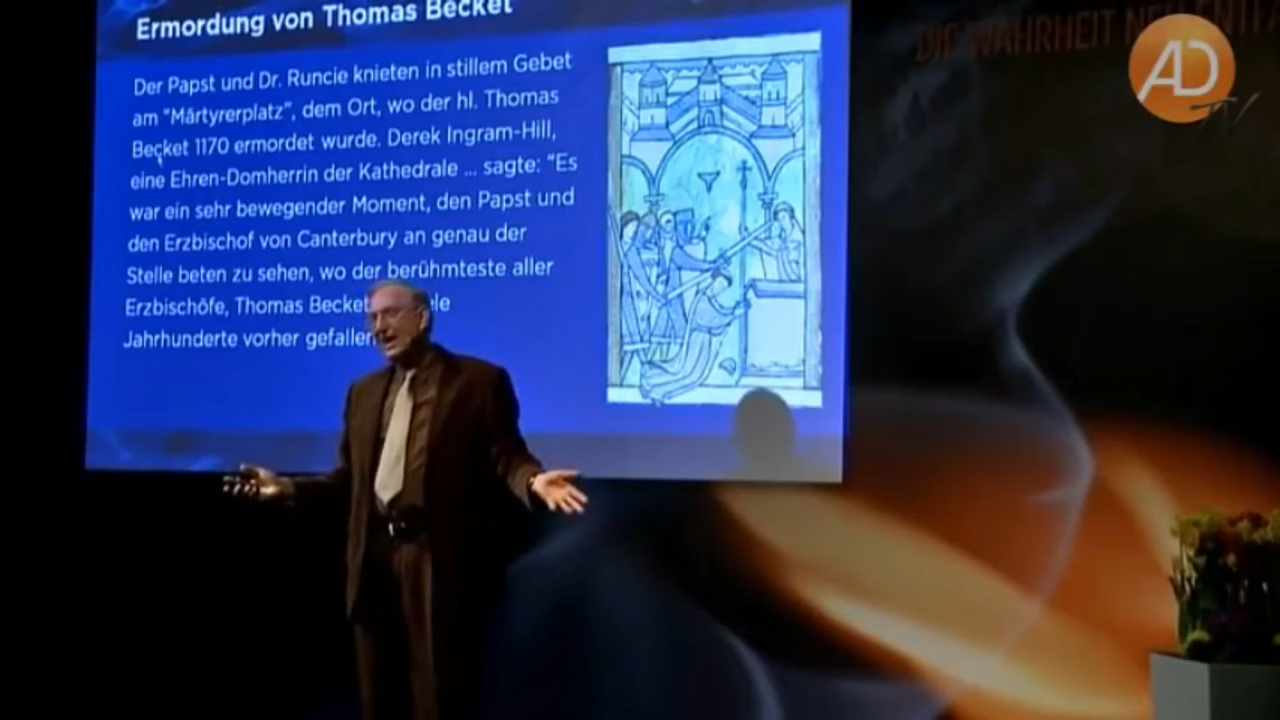 Ermordung von Thomas Becket
Der Papst und Dr. Runcie knieten in stillem Gebet
am "Märtyrerplatz", dem Ort, wo der hl. Thomas
Becket 1170 ermordet wurde. Derek Ingram-Hill,
eine Ehren-Domherrin der Kathedrale ... sagte: "Es
war ein sehr bewegender Moment, den Papst und
den Erzbischof von Canterbury an genau der
Stelle beten zu sehen, wo der berühmteste aller
Erzbischöfe, Thomas Becket
Jahrhunderte vorher
DIE WAHRHEIT
AD
TV